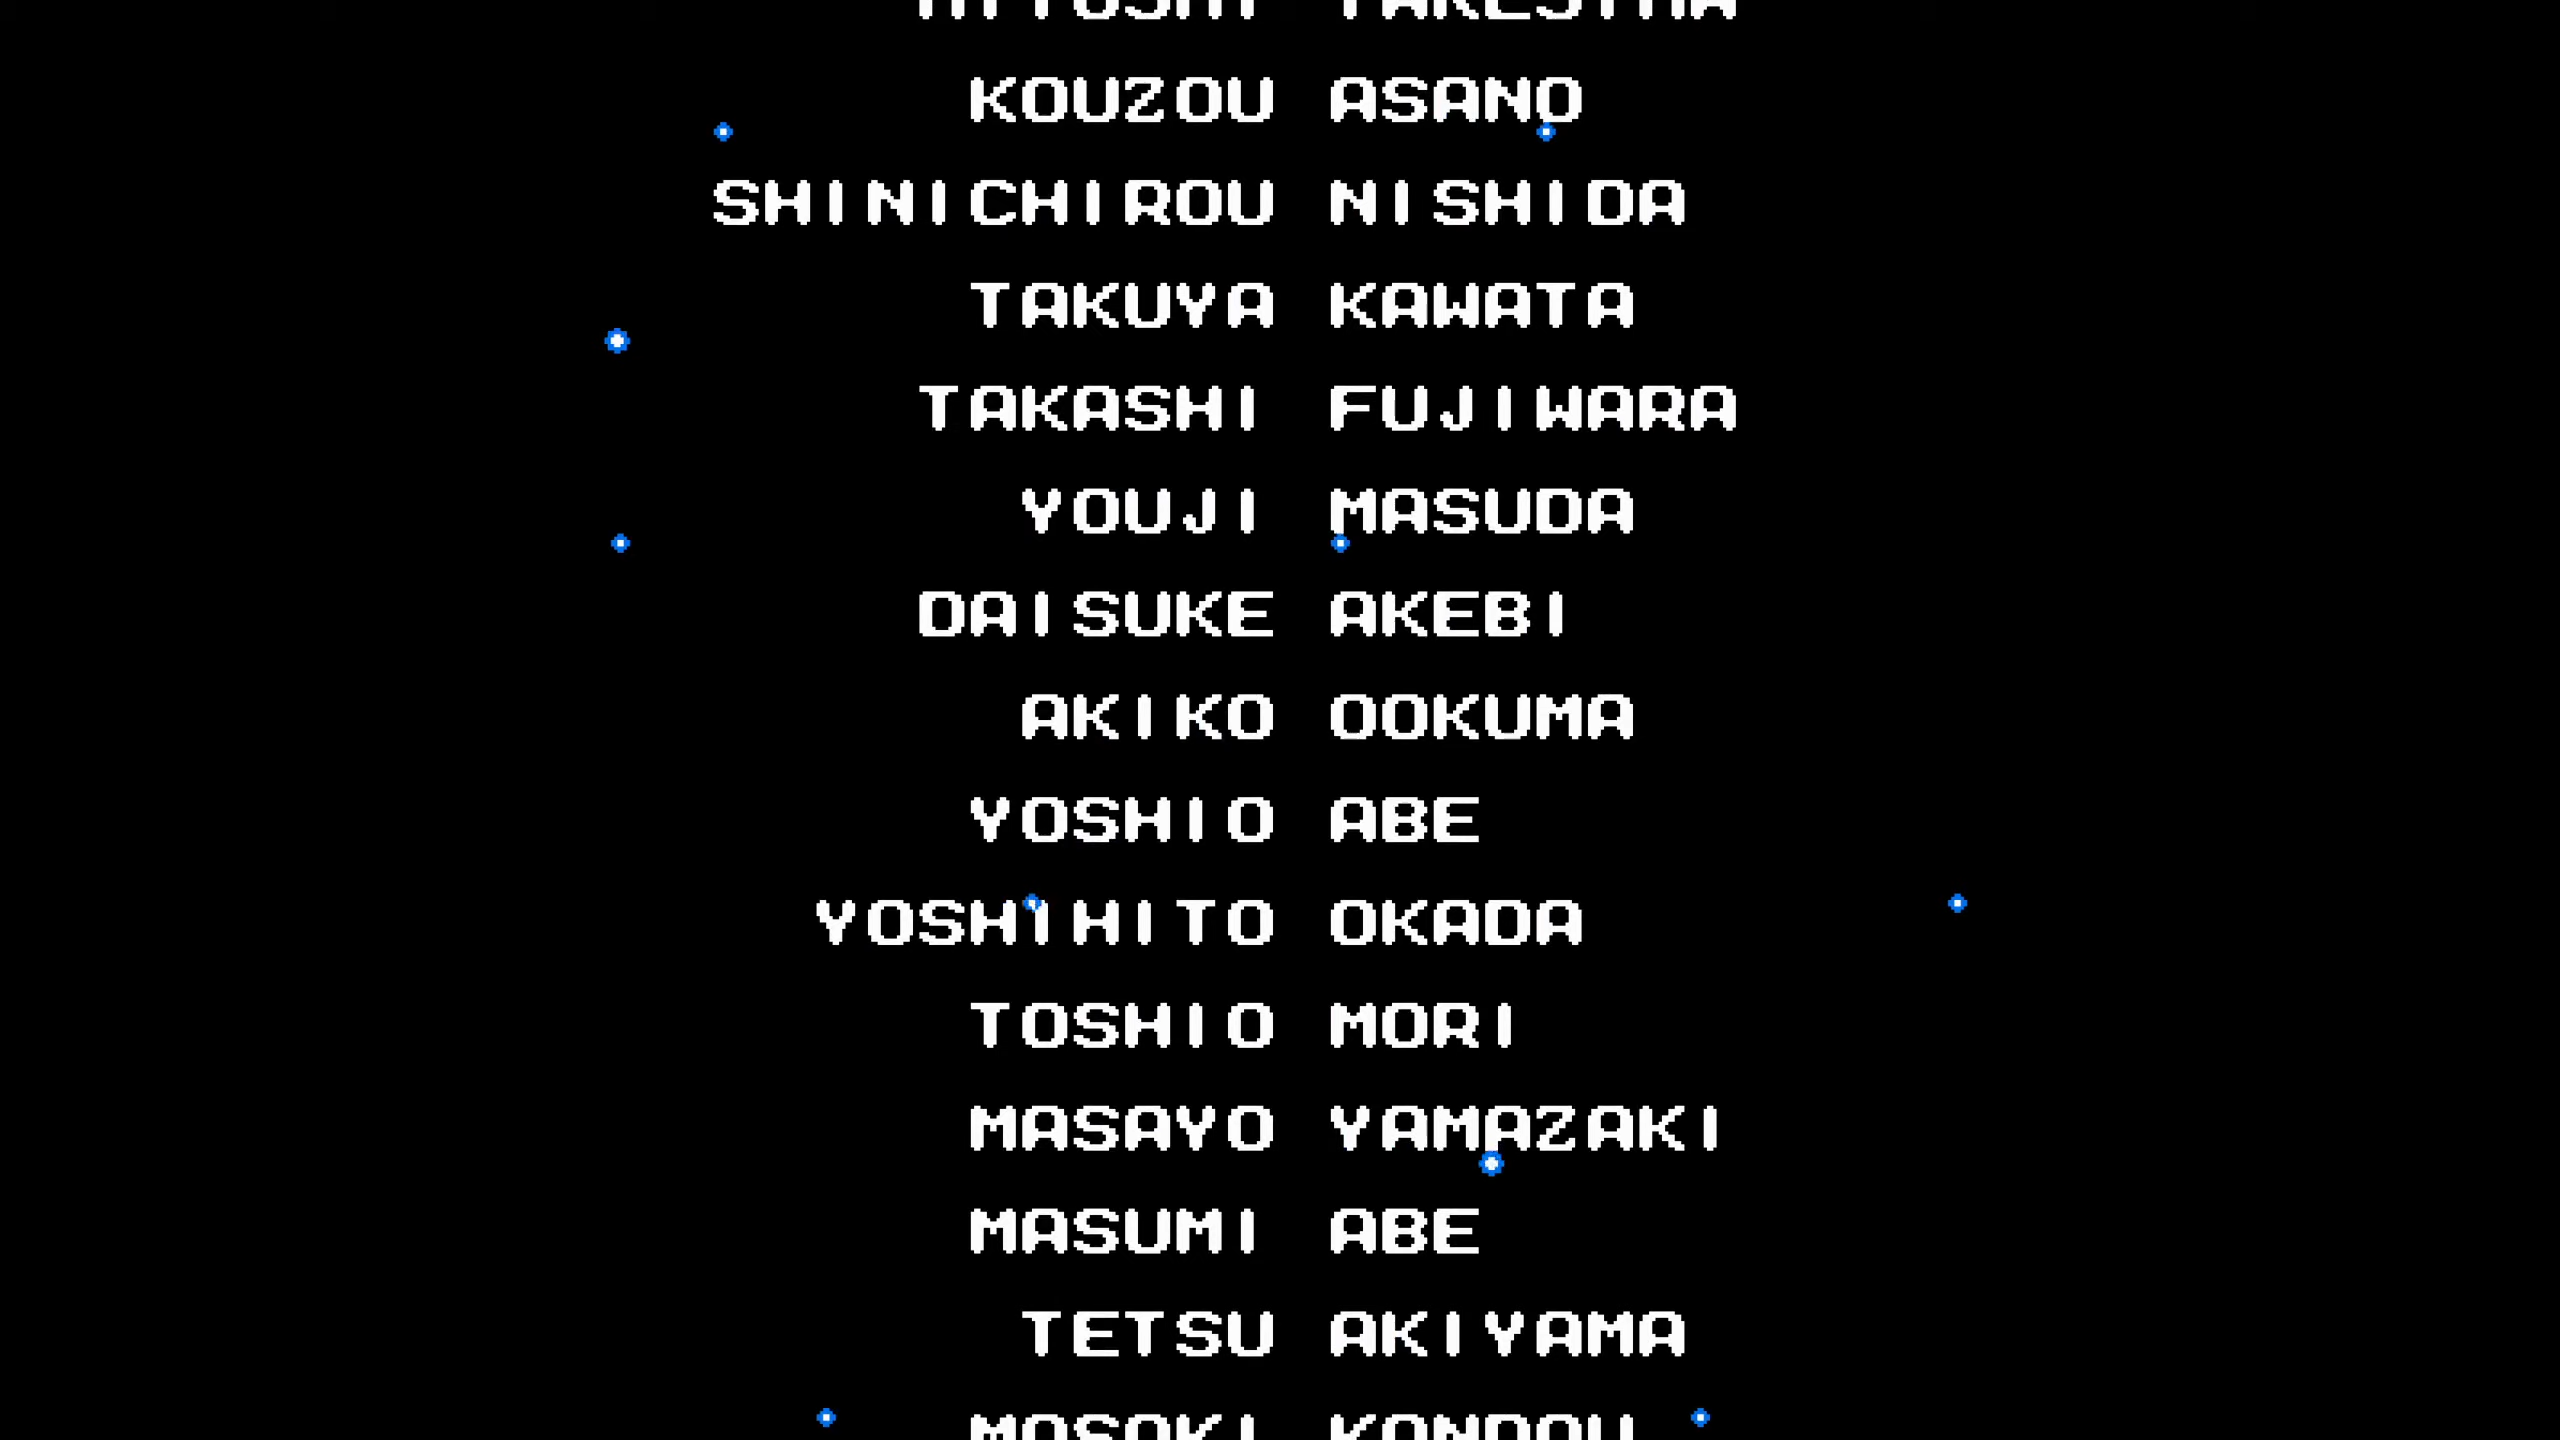 KOUZOU ASANO
SHINICHIROU NISHIDA
TAKUYA KAWATA
TAKASHI FUJIWARA
YOUJI MASUDA
DAISUKE AKEBI
AKIKO OOKUMA
YOSHIO ABE
YOSHIHITO OKADA
TOSHIO MORI
MASAYO YAMAZAKI
MASUMI ABE
TETSU AKIYAMA